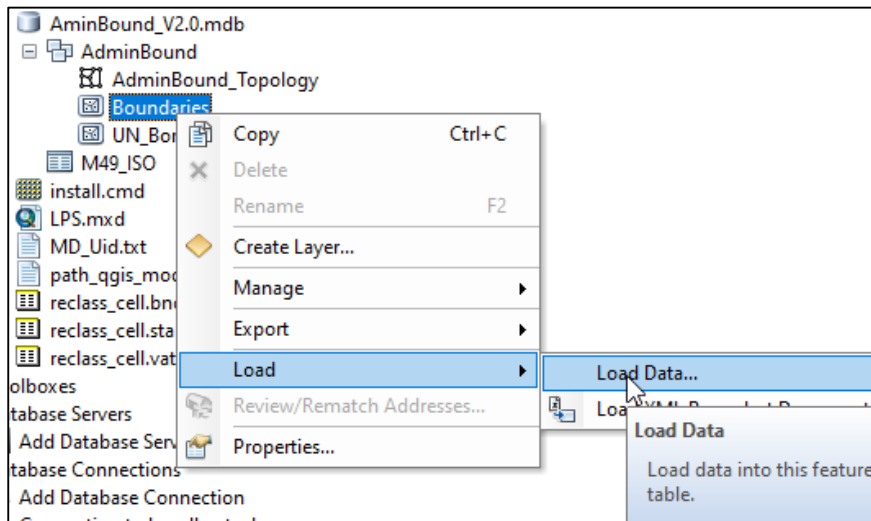 AminBound_V2.0.mdb
AdminBound
AdminBound_Topology
Boundaries
UN_Bor
M49_ISO
install.cmd
LPS.mxd
MD_Uid.txt
path_qgis_mod
reclass_cell.bnd
reclass_cell.sta
reclass_cell.vat
olboxes
tabase Servers
Add Database Serv
tabase Connections
Add Database Connection
Copy Ctrl+C
Delete
Rename F2
Create Layer...
Manage
Export
Load
Review/Rematch Addresses...
Properties...
Load Data...
Load Data
Load data into this feature
table.